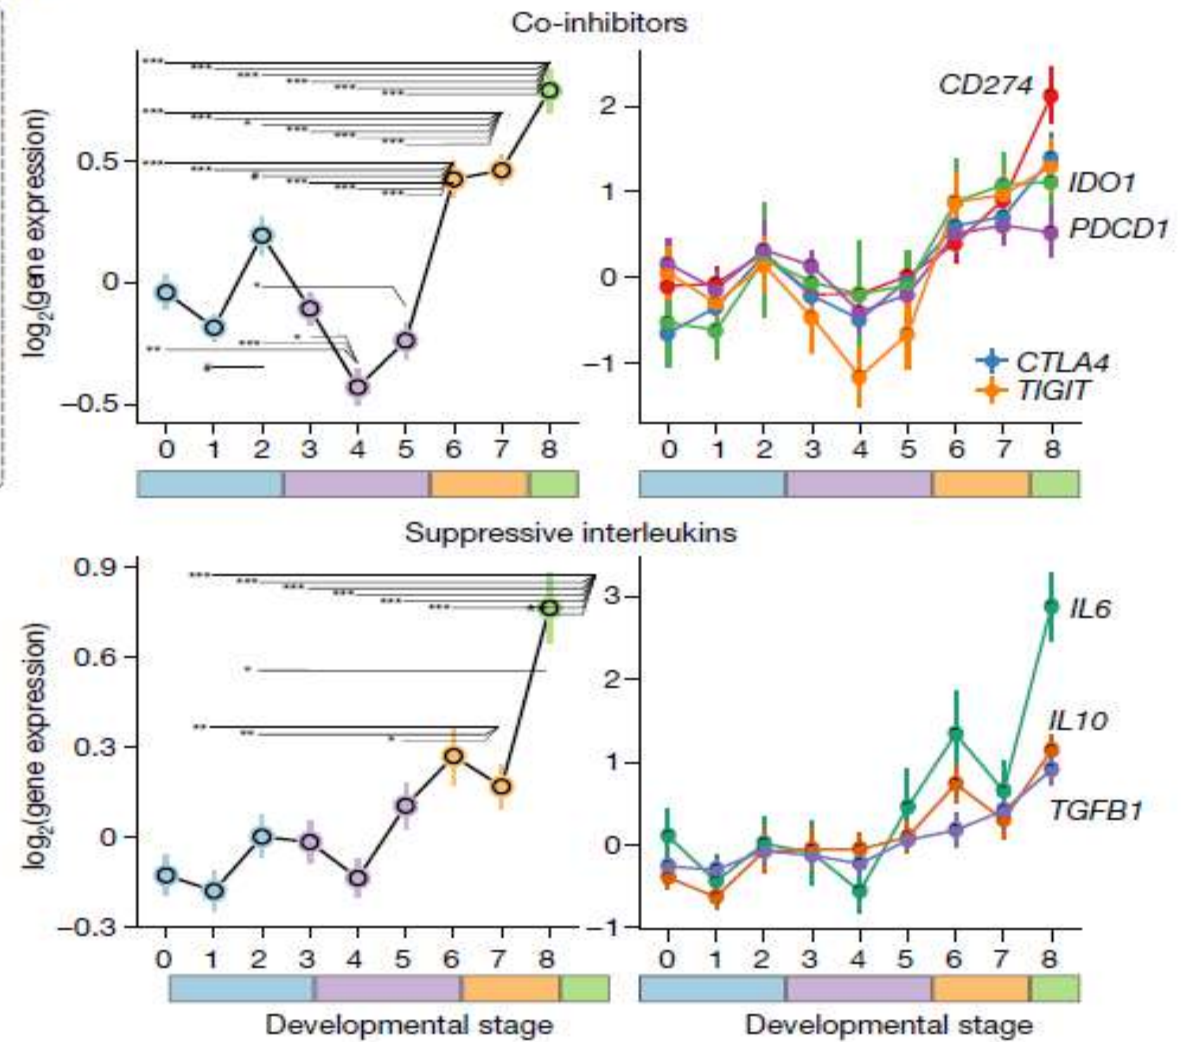 Co-inhibitors
log2(gene expression)
0.5
0
−0.5
0 1 2 3 4 5 6 7 8
***
***
***
***
***
***
***
***
*
***
***
***
***
***
#
***
***
***
*
*
***
**
#
2
1
0
−1
0 1 2 3 4 5 6 7 8
CD274
IDO1
PDCD1
CTLA4
TIGIT
Suppressive interleukins
log2(gene expression)
0.9
0.6
0.3
0
−0.3
0 1 2 3 4 5 6 7 8
***
***
***
***
***
***
*
*
**
**
*
Developmental stage
3
2
1
0
−1
0 1 2 3 4 5 6 7 8
IL6
IL10
TGFB1
Developmental stage